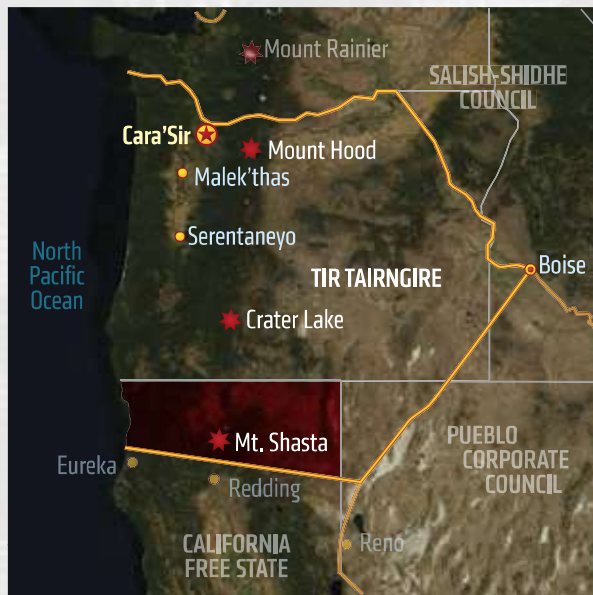 Mount Rainier
SALISH-SHIDHE
COUNCIL
Cara'Sir
Mount Hood
Malek'thas
Serentaneyo
North
Pacific
Ocean
TIR TAIRNGIRE
Boise
Crater Lake
Mt. Shasta
Eureka
Redding
PUEBLO
CORPORATE
COUNCIL
CALIFORNIA
FREE STATE
Reno